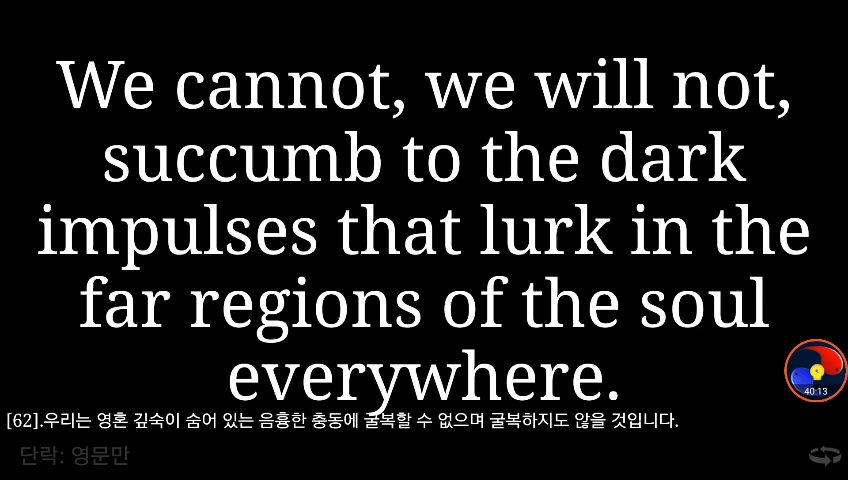 We cannot, we will not,
succumb to the dark
impulses that lurk in the
far regions of the soul
everywhere.
40:13
[62].우리는 영혼 깊숙이 숨어 있는 음흉한 충동에 굴복할 수 없으며 굴복하지도 않을 것입니다.
단락: 영문만